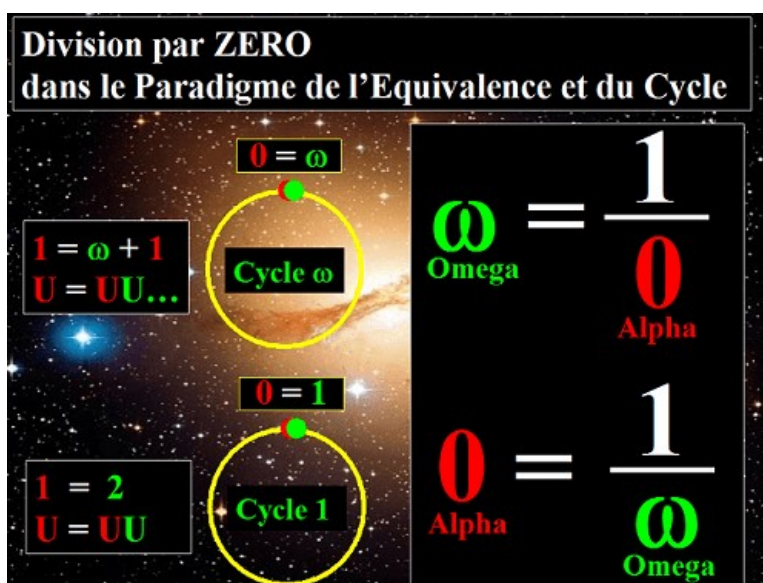 Division par ZERO
dans le Paradigme de l'Equivalence et du Cycle
0 = ω
1 = ω + 1
U = UU...
Cycle ω
0 = 1
1 = 2
U = UU
Cycle 1
ω = 1
Omega
0
Alpha
0 = 1
Alpha
ω
Omega